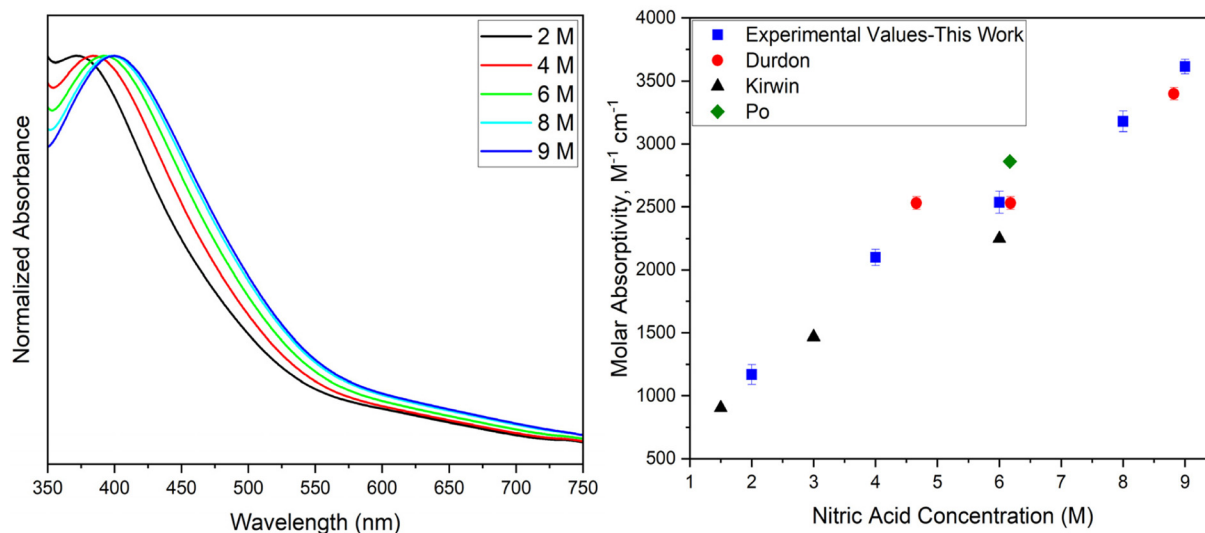 Normalized Absorbance
2 M
4 M
6 M
8 M
9 M
350 400 450 500 550 600 650 700 750
Wavelength (nm)
Molar Absorptivity, M⁻¹ cm⁻¹
4000
3500
3000
2500
2000
1500
1000
500
Experimental Values-This Work
Durdon
Kirwin
Po
1 2 3 4 5 6 7 8 9
Nitric Acid Concentration (M)